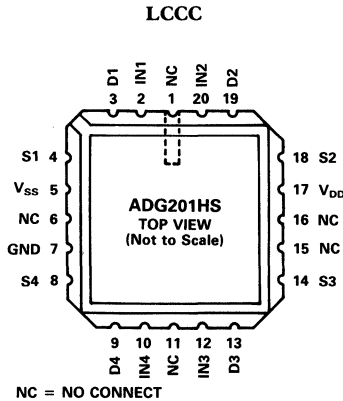 LCCC
D1 IN1 NC IN2 D2
3 2 1 20 19
S1 4
V_SS 5
NC 6
GND 7
S4 8
18 S2
17 V_DD
16 NC
15 NC
14 S3
ADG201HS
TOP VIEW
(Not to Scale)
9 10 11 12 13
D4 IN4 NC IN3 D3
NC = NO CONNECT